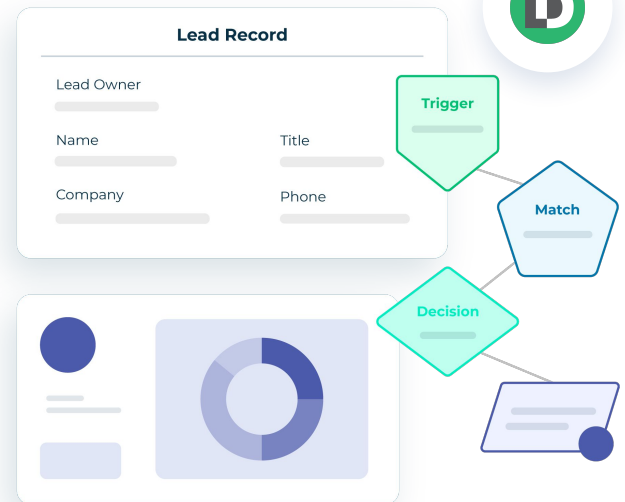 Lead Record
Lead Owner
Trigger
Name
Title
Company
Phone
Match
Decision